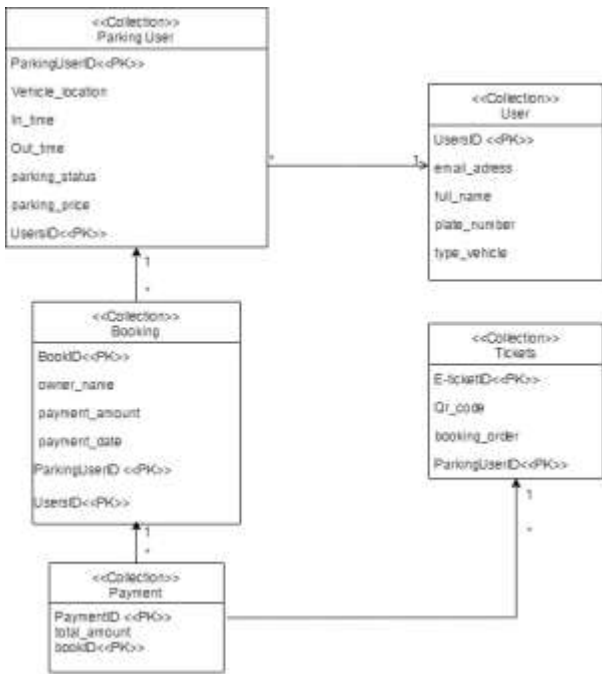 <<Collection>>
Parking User
ParkingUserID<<PK>>
Vehicle_location
In_time
Out_time
parking_status
parking_price
UsersID<<PK>>
* 1
<<Collection>>
User
UsersID <<PK>>
email_adress
full_name
plate_number
type_vehicle
1
*
<<Collection>>
Booking
BookID<<PK>>
owner_name
payment_amount
payment_date
ParkingUserID <<PK>>
UsersID<<PK>>
<<Collection>>
Tickets
E-ticketID<<PK>>
Qr_code
booking_order
ParkingUserID<<PK>>
1
*
1
*
<<Collection>>
Payment
PaymentID <<PK>>
total_amount
bookID<<PK>>